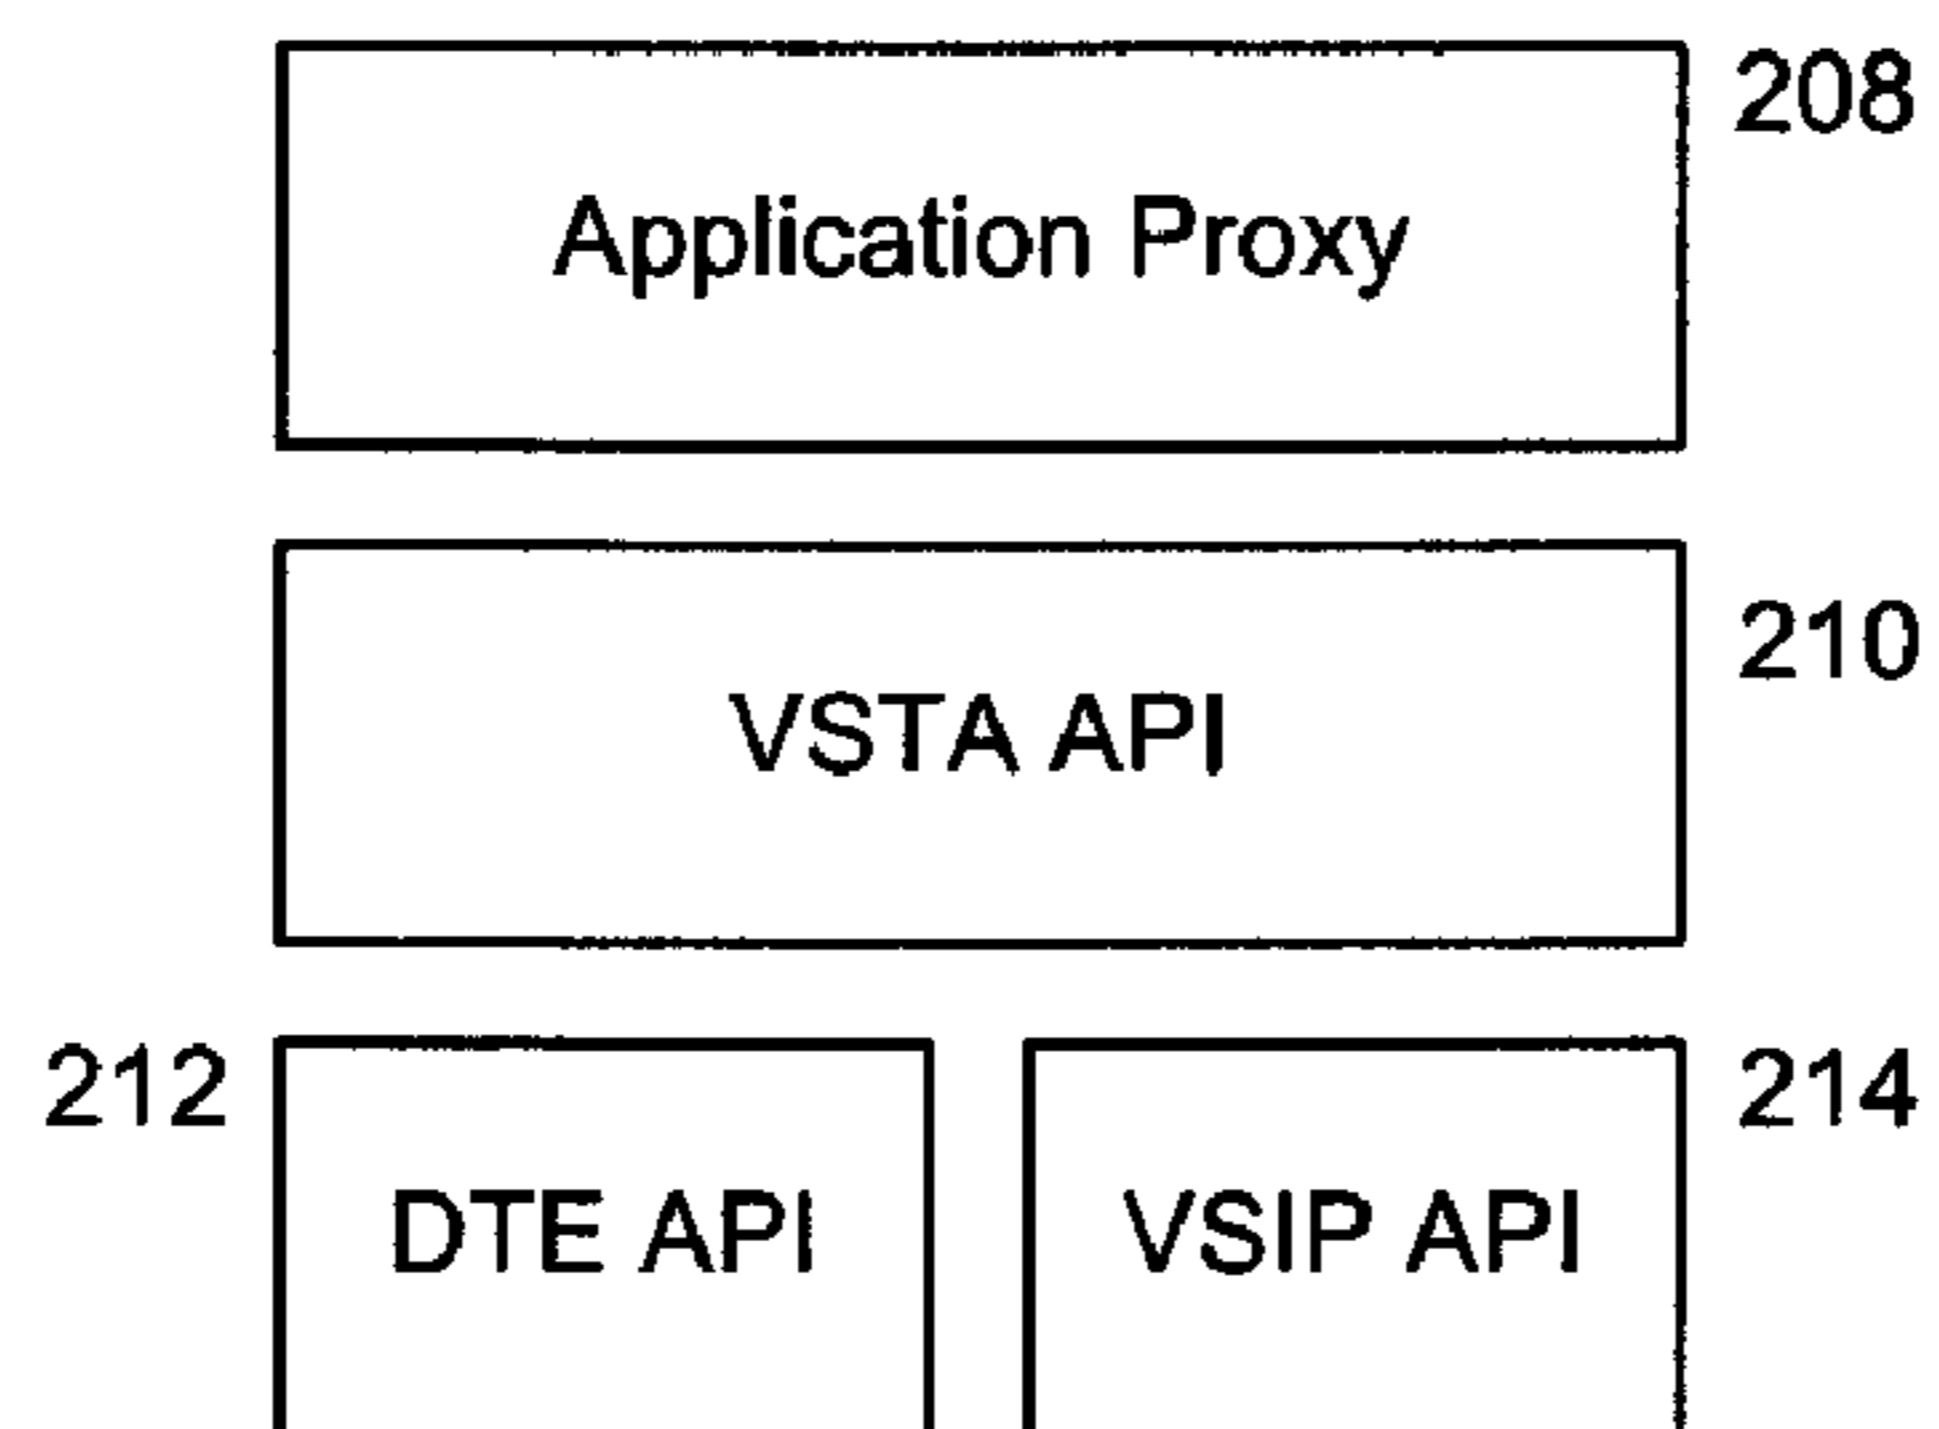 208
Application Proxy
210
VSTA API
212
214
DTE API
VSIP API